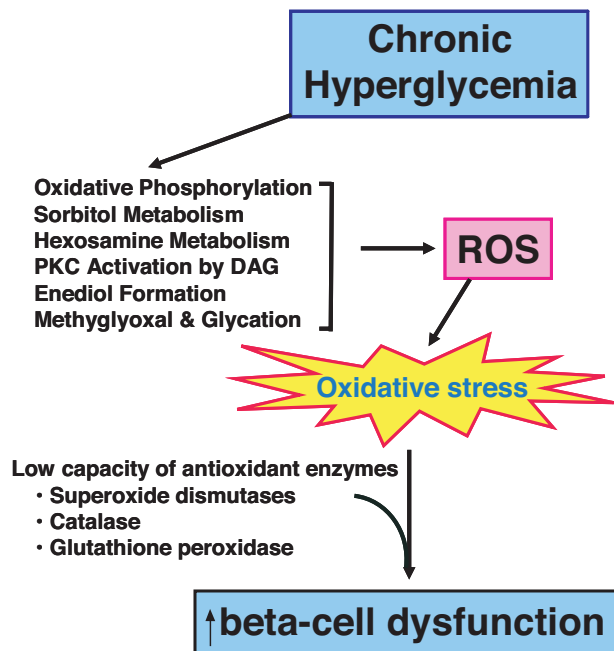 Chronic
Hyperglycemia
Oxidative Phosphorylation
Sorbitol Metabolism
Hexosamine Metabolism
PKC Activation by DAG
Enediol Formation
Methyglyoxal & Glycation
ROS
Oxidative stress
Low capacity of antioxidant enzymes
・Superoxide dismutases
・Catalase
・Glutathione peroxidase
↑beta-cell dysfunction